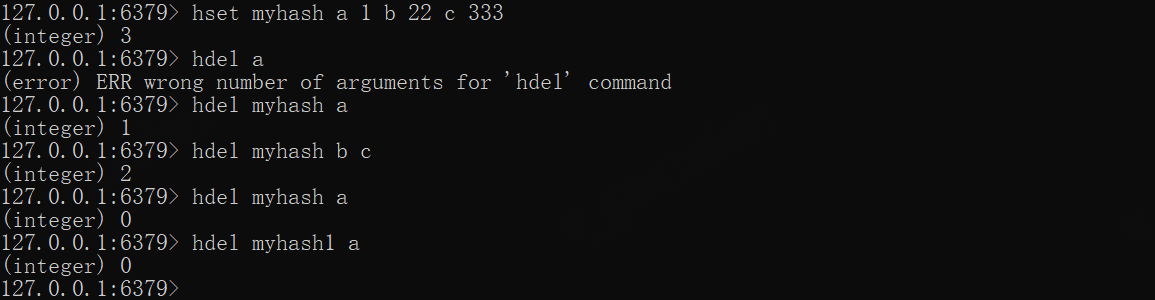 127.0.0.1:6379> hset myhash a 1 b 22 c 333
(integer) 3
127.0.0.1:6379> hdel a
(error) ERR wrong number of arguments for 'hdel' command
127.0.0.1:6379> hdel myhash a
(integer) 1
127.0.0.1:6379> hdel myhash b c
(integer) 2
127.0.0.1:6379> hdel myhash a
(integer) 0
127.0.0.1:6379> hdel myhash1 a
(integer) 0
127.0.0.1:6379>